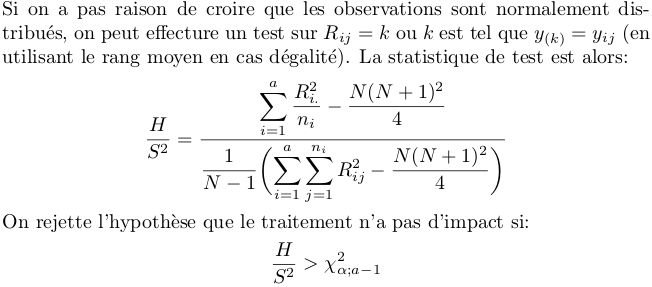 Si on a pas raison de croire que les observations sont normalement dis-
tribués, on peut effecture un test sur $R_{ij} = k$ ou $k$ est tel que $y_{(k)} = y_{ij}$ (en
utilisant le rang moyen en cas dégalité). La statistique de test est alors:
$$\frac{H}{S^2} = \frac{\sum_{i=1}^{a} \frac{R_{i.}^2}{n_i} - \frac{N(N+1)^2}{4}}{\frac{1}{N-1}\left(\sum_{i=1}^{a}\sum_{j=1}^{n_i} R_{ij}^2 - \frac{N(N+1)^2}{4}\right)}$$
On rejette l'hypothèse que le traitement n'a pas d'impact si:
$$\frac{H}{S^2} > \chi^2_{\alpha;a-1}$$